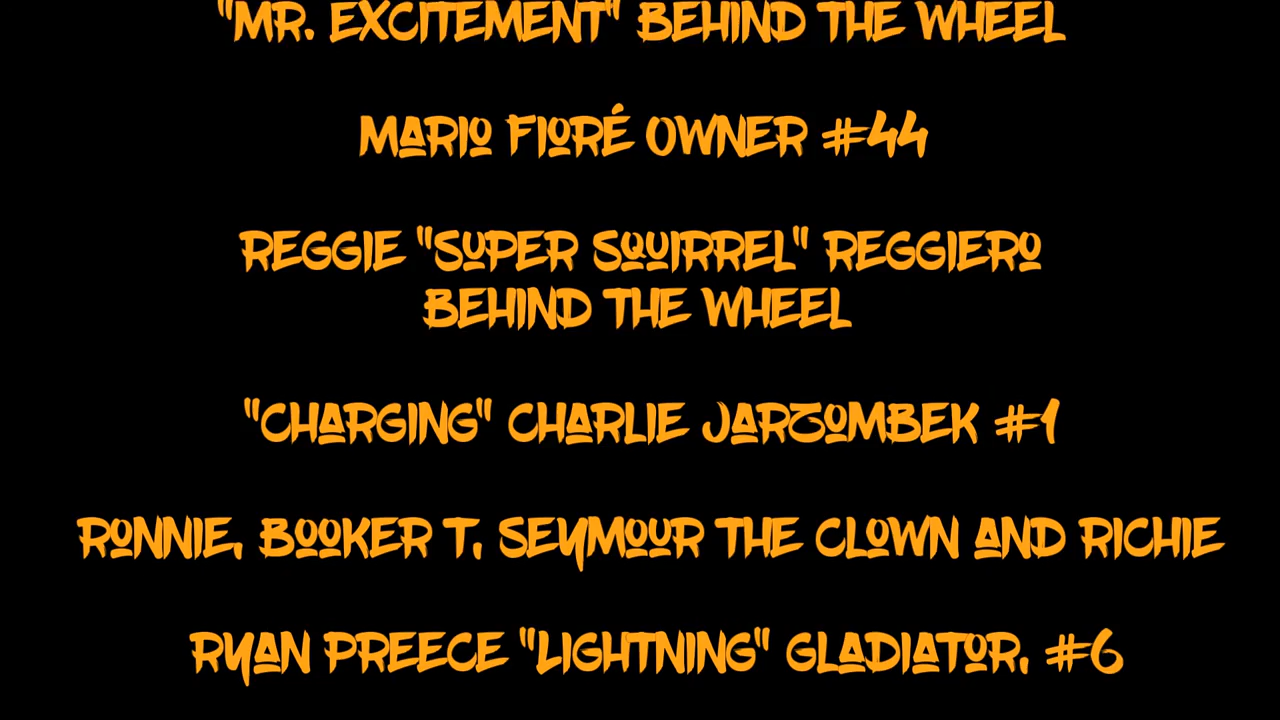 "MR. EXCITEMENT" BEHIND THE WHEEL
MARIO FIORÉ OWNER #44
REGGIE "SUPER SQUIRREL" REGGIERO
BEHIND THE WHEEL
"CHARGING" CHARLIE JARZOMBEK #1
RONNIE, BOOKER T, SEYMOUR THE CLOWN AND RICHIE
RYAN PREECE "LIGHTNING" GLADIATOR, #6